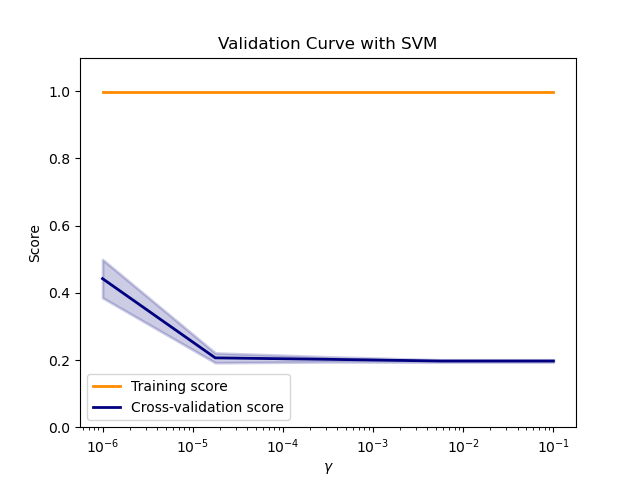 Validation Curve with SVM
Score
1.0
0.8
0.6
0.4
0.2
0.0
Training score
Cross-validation score
10⁻⁶
10⁻⁵
10⁻⁴
10⁻³
10⁻²
10⁻¹
γ